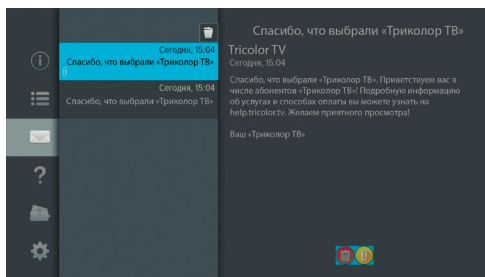 Сегодня, 15:04
Спасибо, что выбрали «Триколор ТВ»
Сегодня, 15:04
Спасибо, что выбрали «Триколор ТВ»
Спасибо, что выбрали «Триколор ТВ»
Tricolor TV
Сегодня, 15:04
Спасибо, что выбрали «Триколор ТВ». Приветствуем вас в
числе абонентов «Триколор ТВ»! Подробную информацию
об услугах и способах оплаты вы можете узнать на
help.tricolor.tv. Желаем приятного просмотра!
Ваш «Триколор ТВ»